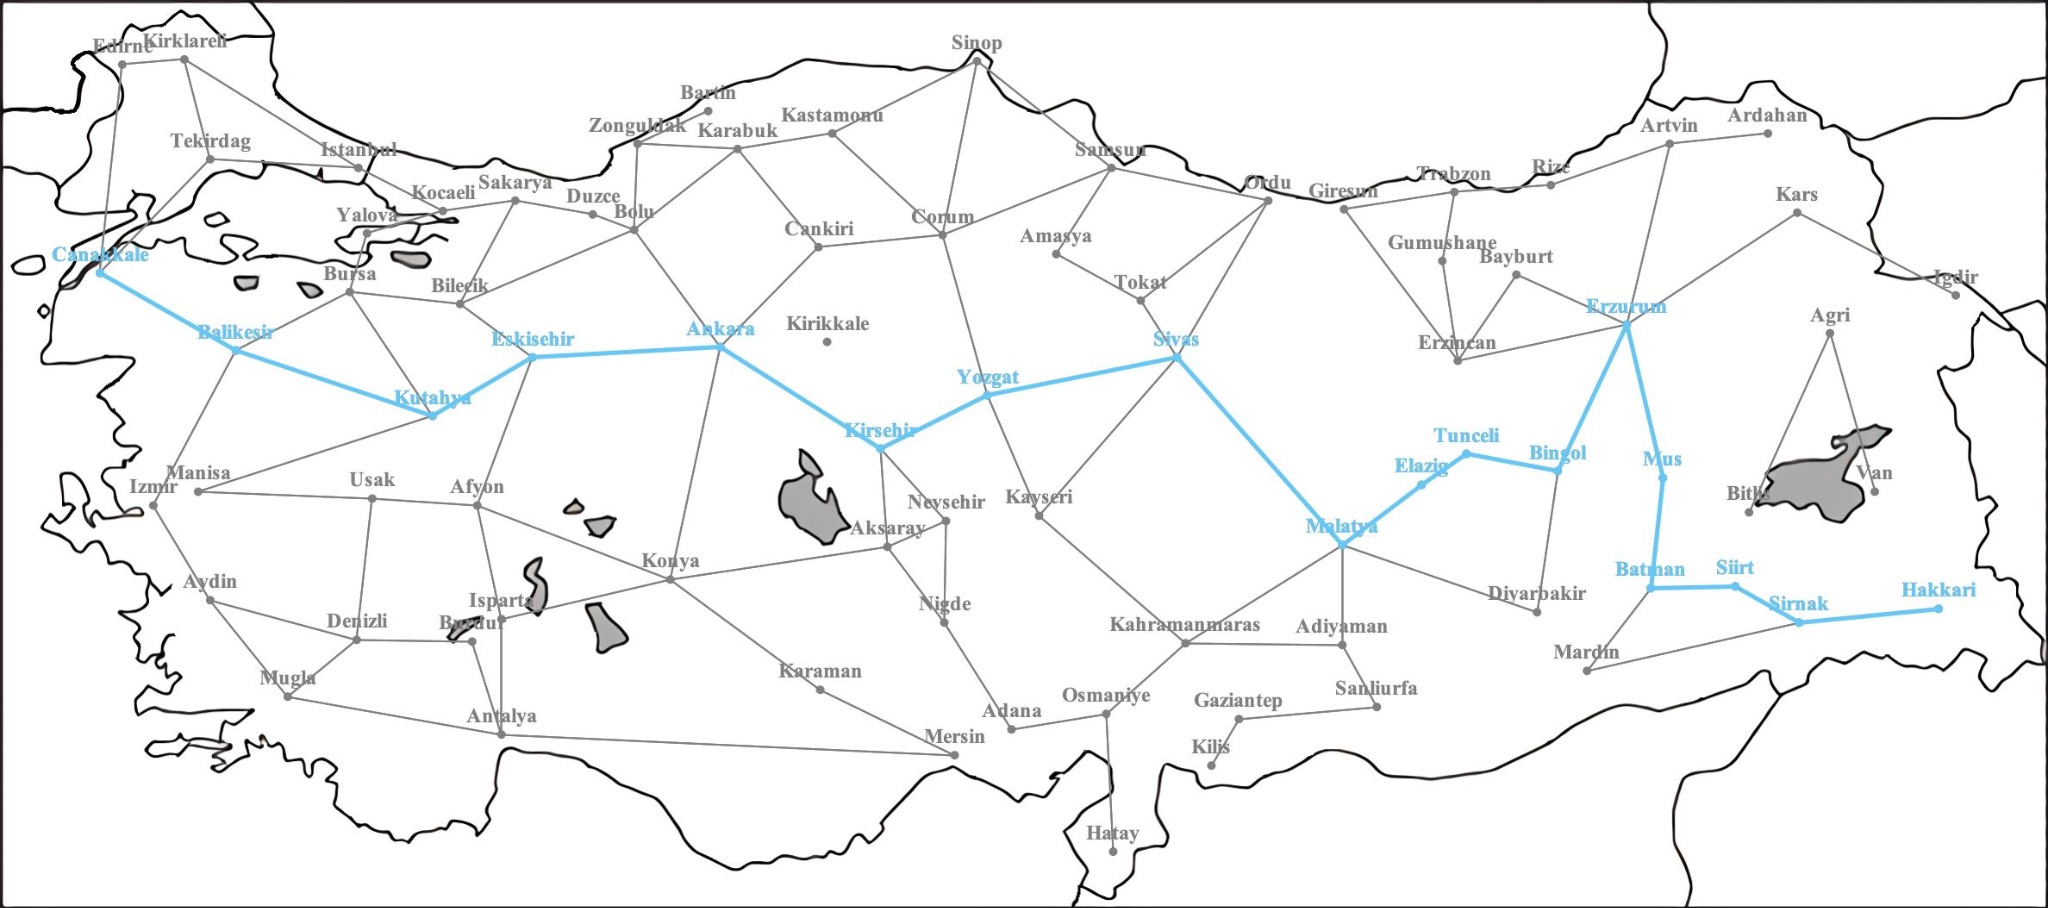 Sinop
Edirne
Kirklareli
Bartin
Kastamonu
Zonguldak
Karabuk
Ardahan
Artvin
Tekirdag
Istanbul
Samsun
Rize
Trabzon
Kocaeli
Sakarya
Duzce
Ordu
Giresun
Kars
Yalova
Bolu
Corum
Cankiri
Amasya
Gumushane
Bayburt
Canakkale
Bursa
Bilecik
Tokat
Igdir
Erzurum
Agri
Kirikkale
Balikesir
Eskisehir
Ankara
Sivas
Erzincan
Yozgat
Kutahya
Kirsehir
Tunceli
Bingol
Mus
Elazig
Manisa
Izmir
Usak
Afyon
Kayseri
Nevsehir
Bitlis
Van
Aksaray
Malatya
Konya
Batman
Siirt
Hakkari
Aydin
Isparta
Nigde
Diyarbakir
Sirnak
Denizli
Burdur
Kahramanmaras
Adiyaman
Mardin
Mugla
Karaman
Osmaniye
Gaziantep
Sanliurfa
Antalya
Adana
Mersin
Kilis
Hatay